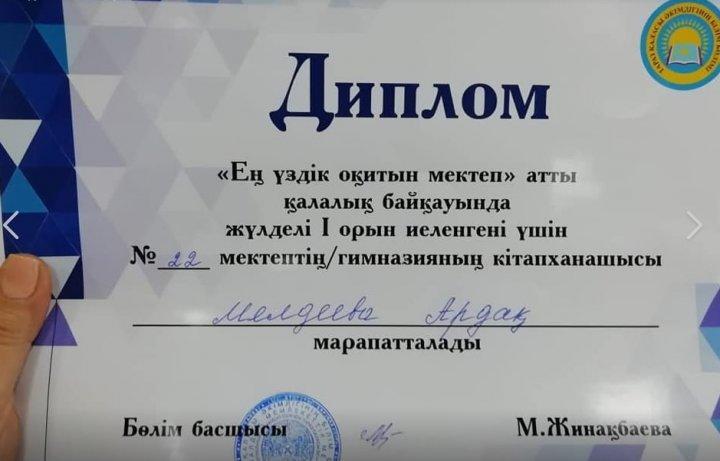 Диплом
«Ең үздік оқитын мектеп» атты
қалалық байқауында
жүлделі І орын иеленгені үшін
№ 22 мектептің/гимназияның кітапханашысы
Мелдеева Ардақ
марапатталады
Бөлім басшысы М.Жинақбаева